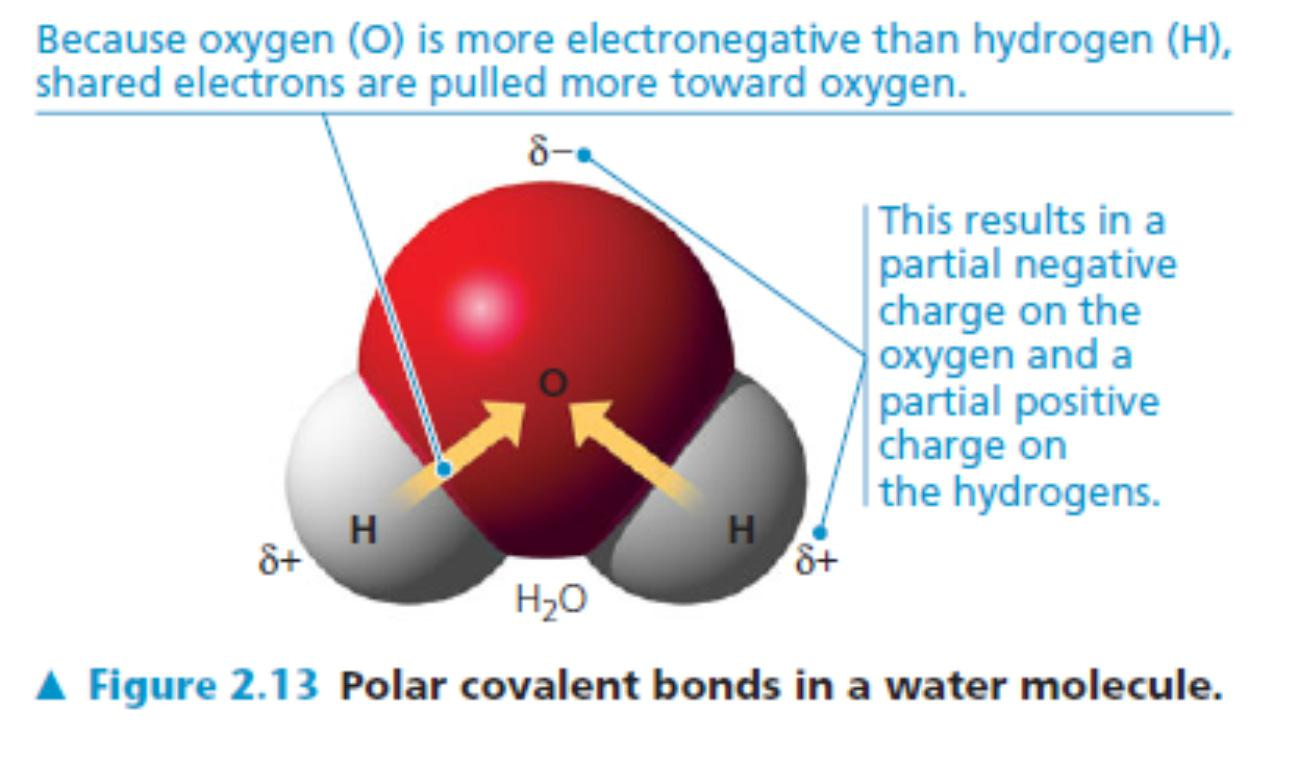 Because oxygen (O) is more electronegative than hydrogen (H),
shared electrons are pulled more toward oxygen.
δ–
This results in a
partial negative
charge on the
oxygen and a
partial positive
charge on
the hydrogens.
O
H
H
δ+
δ+
H₂O
▲ Figure 2.13 Polar covalent bonds in a water molecule.